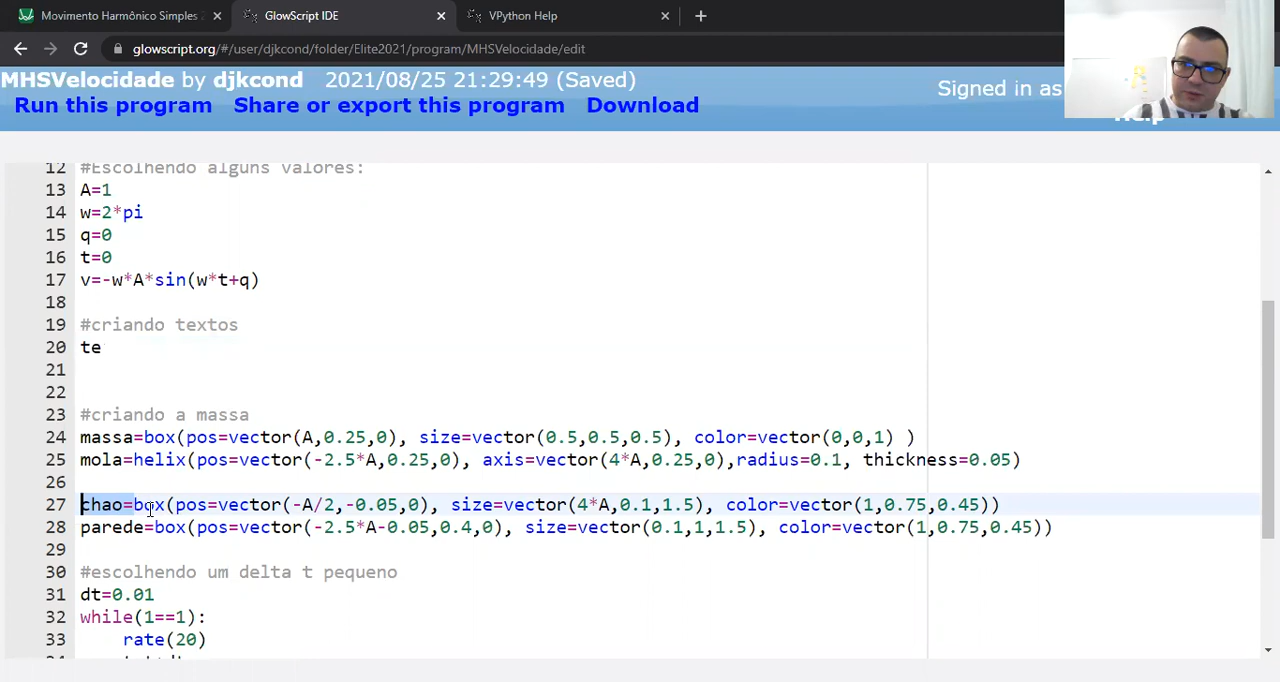 Movimento Harmônico Simples 2
GlowScript IDE
VPython Help
glowscript.org/#/user/djkcond/folder/Elite2021/program/MHSVelocidade/edit
MHSVelocidade by djkcond 2021/08/25 21:29:49 (Saved)
Signed in as
Run this program Share or export this program Download
Help
12 #Escolhendo alguns valores:
13 A=1
14 w=2*pi
15 q=0
16 t=0
17 v=-w*A*sin(w*t+q)
18
19 #criando textos
20 te
21
22
23 #criando a massa
24 massa=box(pos=vector(A,0.25,0), size=vector(0.5,0.5,0.5), color=vector(0,0,1) )
25 mola=helix(pos=vector(-2.5*A,0.25,0), axis=vector(4*A,0.25,0),radius=0.1, thickness=0.05)
26
27 chao=box(pos=vector(-A/2,-0.05,0), size=vector(4*A,0.1,1.5), color=vector(1,0.75,0.45))
28 parede=box(pos=vector(-2.5*A-0.05,0.4,0), size=vector(0.1,1,1.5), color=vector(1,0.75,0.45))
29
30 #escolhendo um delta t pequeno
31 dt=0.01
32 while(1==1):
33 rate(20)